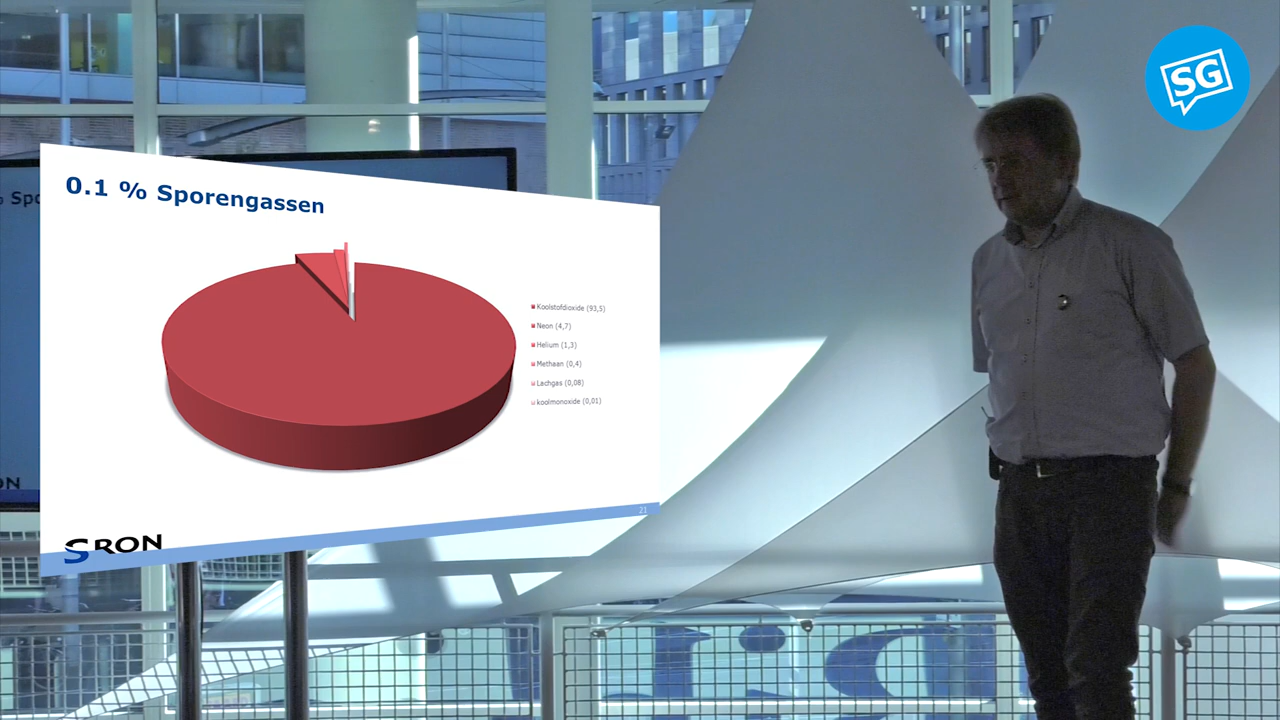 SG
0.1 % Sporengassen
Koolstofdioxide (93,5)
Neon (4,7)
Helium (1,3)
Methaan (0,4)
Lachgas (0,08)
koolmonoxide (0,01)
21
SRON